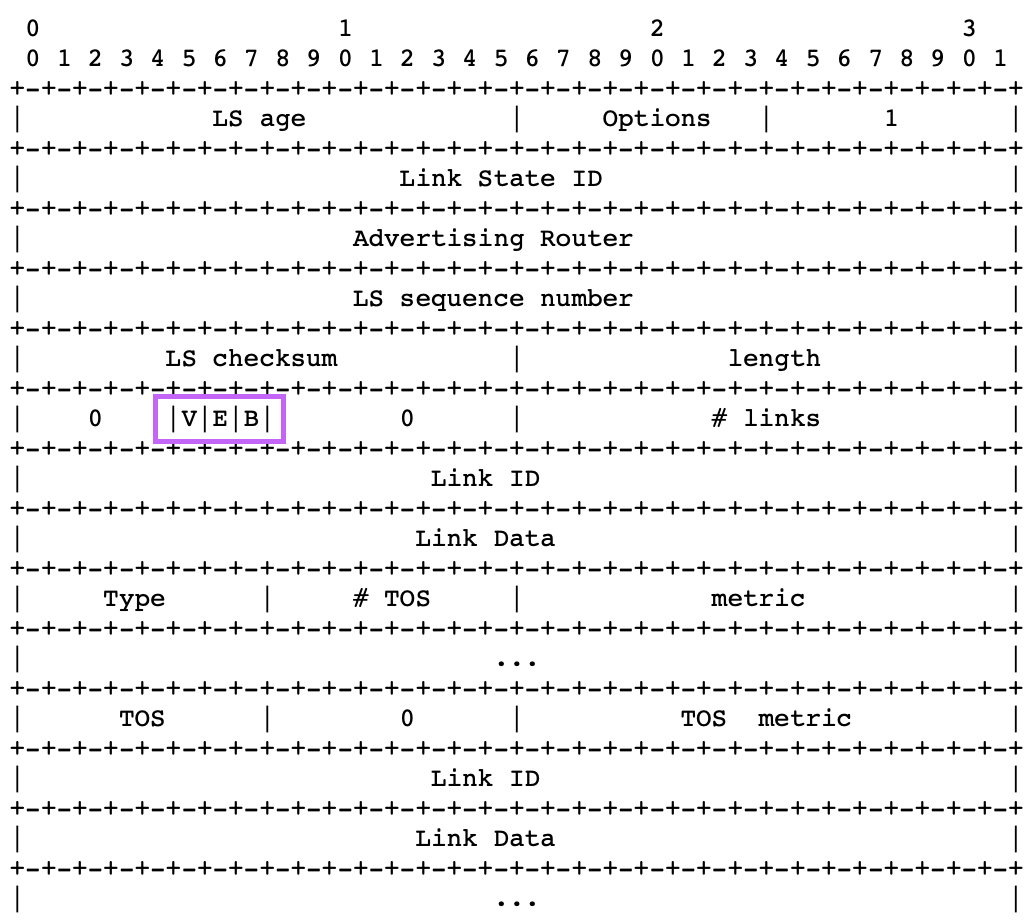 0                   1                   2                   3
 0 1 2 3 4 5 6 7 8 9 0 1 2 3 4 5 6 7 8 9 0 1 2 3 4 5 6 7 8 9 0 1
+-+-+-+-+-+-+-+-+-+-+-+-+-+-+-+-+-+-+-+-+-+-+-+-+-+-+-+-+-+-+-+-+
|            LS age             |     Options   |       1       |
+-+-+-+-+-+-+-+-+-+-+-+-+-+-+-+-+-+-+-+-+-+-+-+-+-+-+-+-+-+-+-+-+
|                        Link State ID                          |
+-+-+-+-+-+-+-+-+-+-+-+-+-+-+-+-+-+-+-+-+-+-+-+-+-+-+-+-+-+-+-+-+
|                     Advertising Router                        |
+-+-+-+-+-+-+-+-+-+-+-+-+-+-+-+-+-+-+-+-+-+-+-+-+-+-+-+-+-+-+-+-+
|                     LS sequence number                        |
+-+-+-+-+-+-+-+-+-+-+-+-+-+-+-+-+-+-+-+-+-+-+-+-+-+-+-+-+-+-+-+-+
|         LS checksum           |             length            |
+-+-+-+-+-+-+-+-+-+-+-+-+-+-+-+-+-+-+-+-+-+-+-+-+-+-+-+-+-+-+-+-+
|    0    |V|E|B|        0      |            # links            |
+-+-+-+-+-+-+-+-+-+-+-+-+-+-+-+-+-+-+-+-+-+-+-+-+-+-+-+-+-+-+-+-+
|                          Link ID                              |
+-+-+-+-+-+-+-+-+-+-+-+-+-+-+-+-+-+-+-+-+-+-+-+-+-+-+-+-+-+-+-+-+
|                         Link Data                             |
+-+-+-+-+-+-+-+-+-+-+-+-+-+-+-+-+-+-+-+-+-+-+-+-+-+-+-+-+-+-+-+-+
|     Type      |     # TOS     |            metric             |
+-+-+-+-+-+-+-+-+-+-+-+-+-+-+-+-+-+-+-+-+-+-+-+-+-+-+-+-+-+-+-+-+
|                              ...                              |
+-+-+-+-+-+-+-+-+-+-+-+-+-+-+-+-+-+-+-+-+-+-+-+-+-+-+-+-+-+-+-+-+
|      TOS      |        0      |          TOS  metric          |
+-+-+-+-+-+-+-+-+-+-+-+-+-+-+-+-+-+-+-+-+-+-+-+-+-+-+-+-+-+-+-+-+
|                          Link ID                              |
+-+-+-+-+-+-+-+-+-+-+-+-+-+-+-+-+-+-+-+-+-+-+-+-+-+-+-+-+-+-+-+-+
|                         Link Data                             |
+-+-+-+-+-+-+-+-+-+-+-+-+-+-+-+-+-+-+-+-+-+-+-+-+-+-+-+-+-+-+-+-+
|                              ...                              |